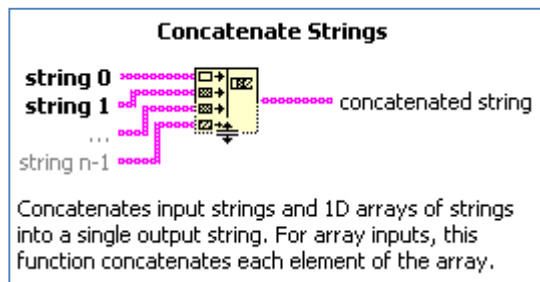 Concatenate Strings
string 0
string 1
...
string n-1
concatenated string
Concatenates input strings and 1D arrays of strings
into a single output string. For array inputs, this
function concatenates each element of the array.